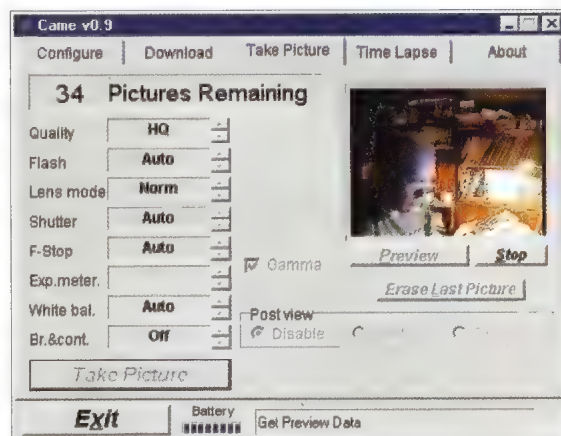 Came v0.9
Configure Download Take Picture Time Lapse About
34 Pictures Remaining
Quality HQ
Flash Auto
Lens mode Norm
Shutter Auto
F-Stop Auto
Exp.meter.
White bal. Auto
Br.&cont. Off
Take Picture
Gamma
Preview Stop
Erase Last Picture
Post view
Disable
Exit
Battery
Get Preview Data